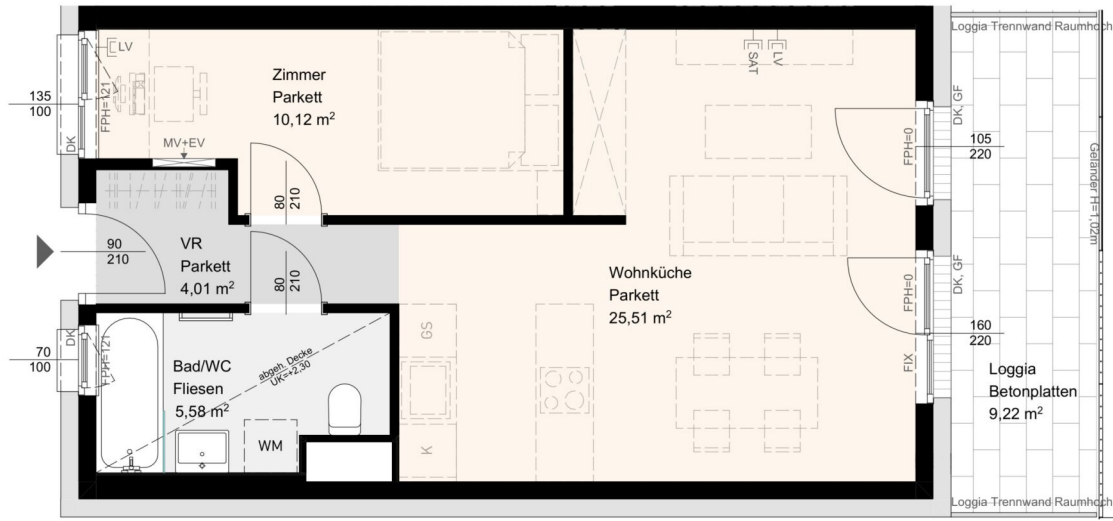 Loggia Trennwand Raumhoch
LV
135
100
FPH=121
DK
Zimmer
Parkett
10,12 m²
MV+EV
80
210
SAT
LV
DK, GF
FPH=0
105
220
Geländer H=1,02m
90
210
VR
Parkett
4,01 m²
80
210
Wohnküche
Parkett
25,51 m²
DK, GF
FPH=0
160
220
FIX
DK
70
100
FPH=121
Bad/WC
Fliesen
5,58 m²
abgeh. Decke
UK=+2,30
WM
GS
K
Loggia
Betonplatten
9,22 m²
Loggia Trennwand Raumhoch